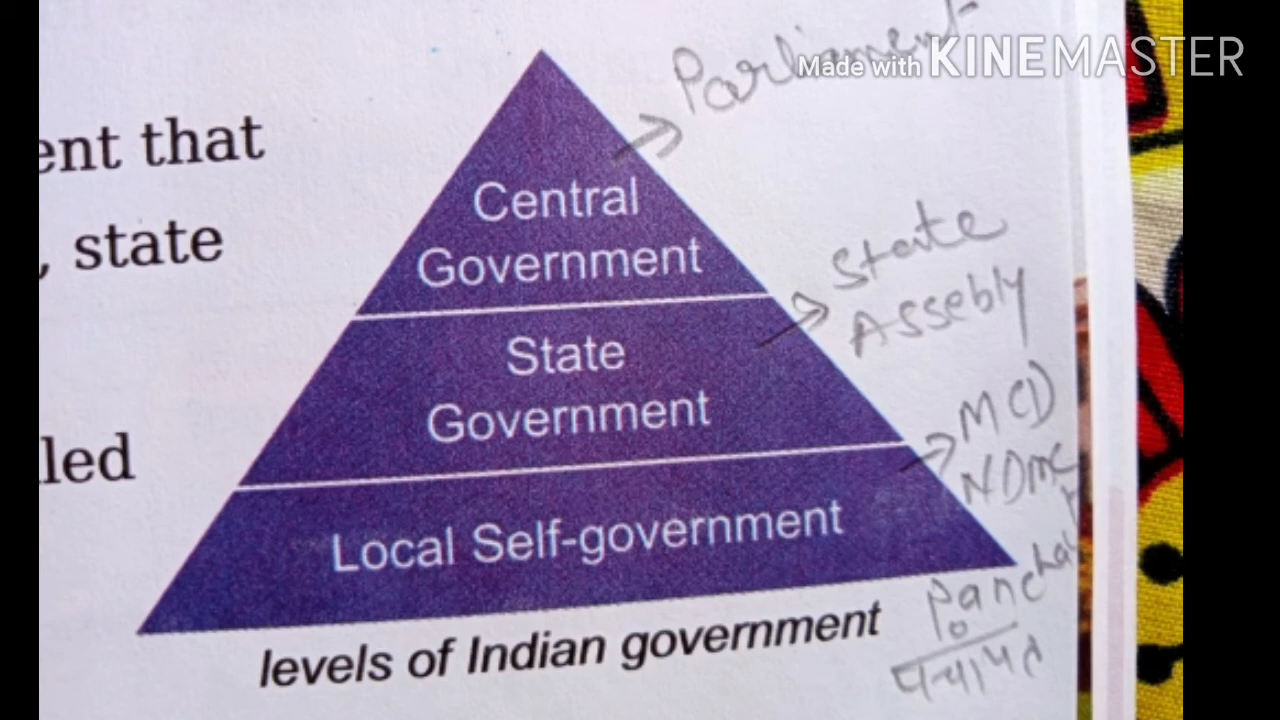 Made with KINEMASTER
Parliament
ent that
, state
led
Central
Government
State
Assebly
State
Government
MCD
NDMC
Local Self-government
levels of Indian government